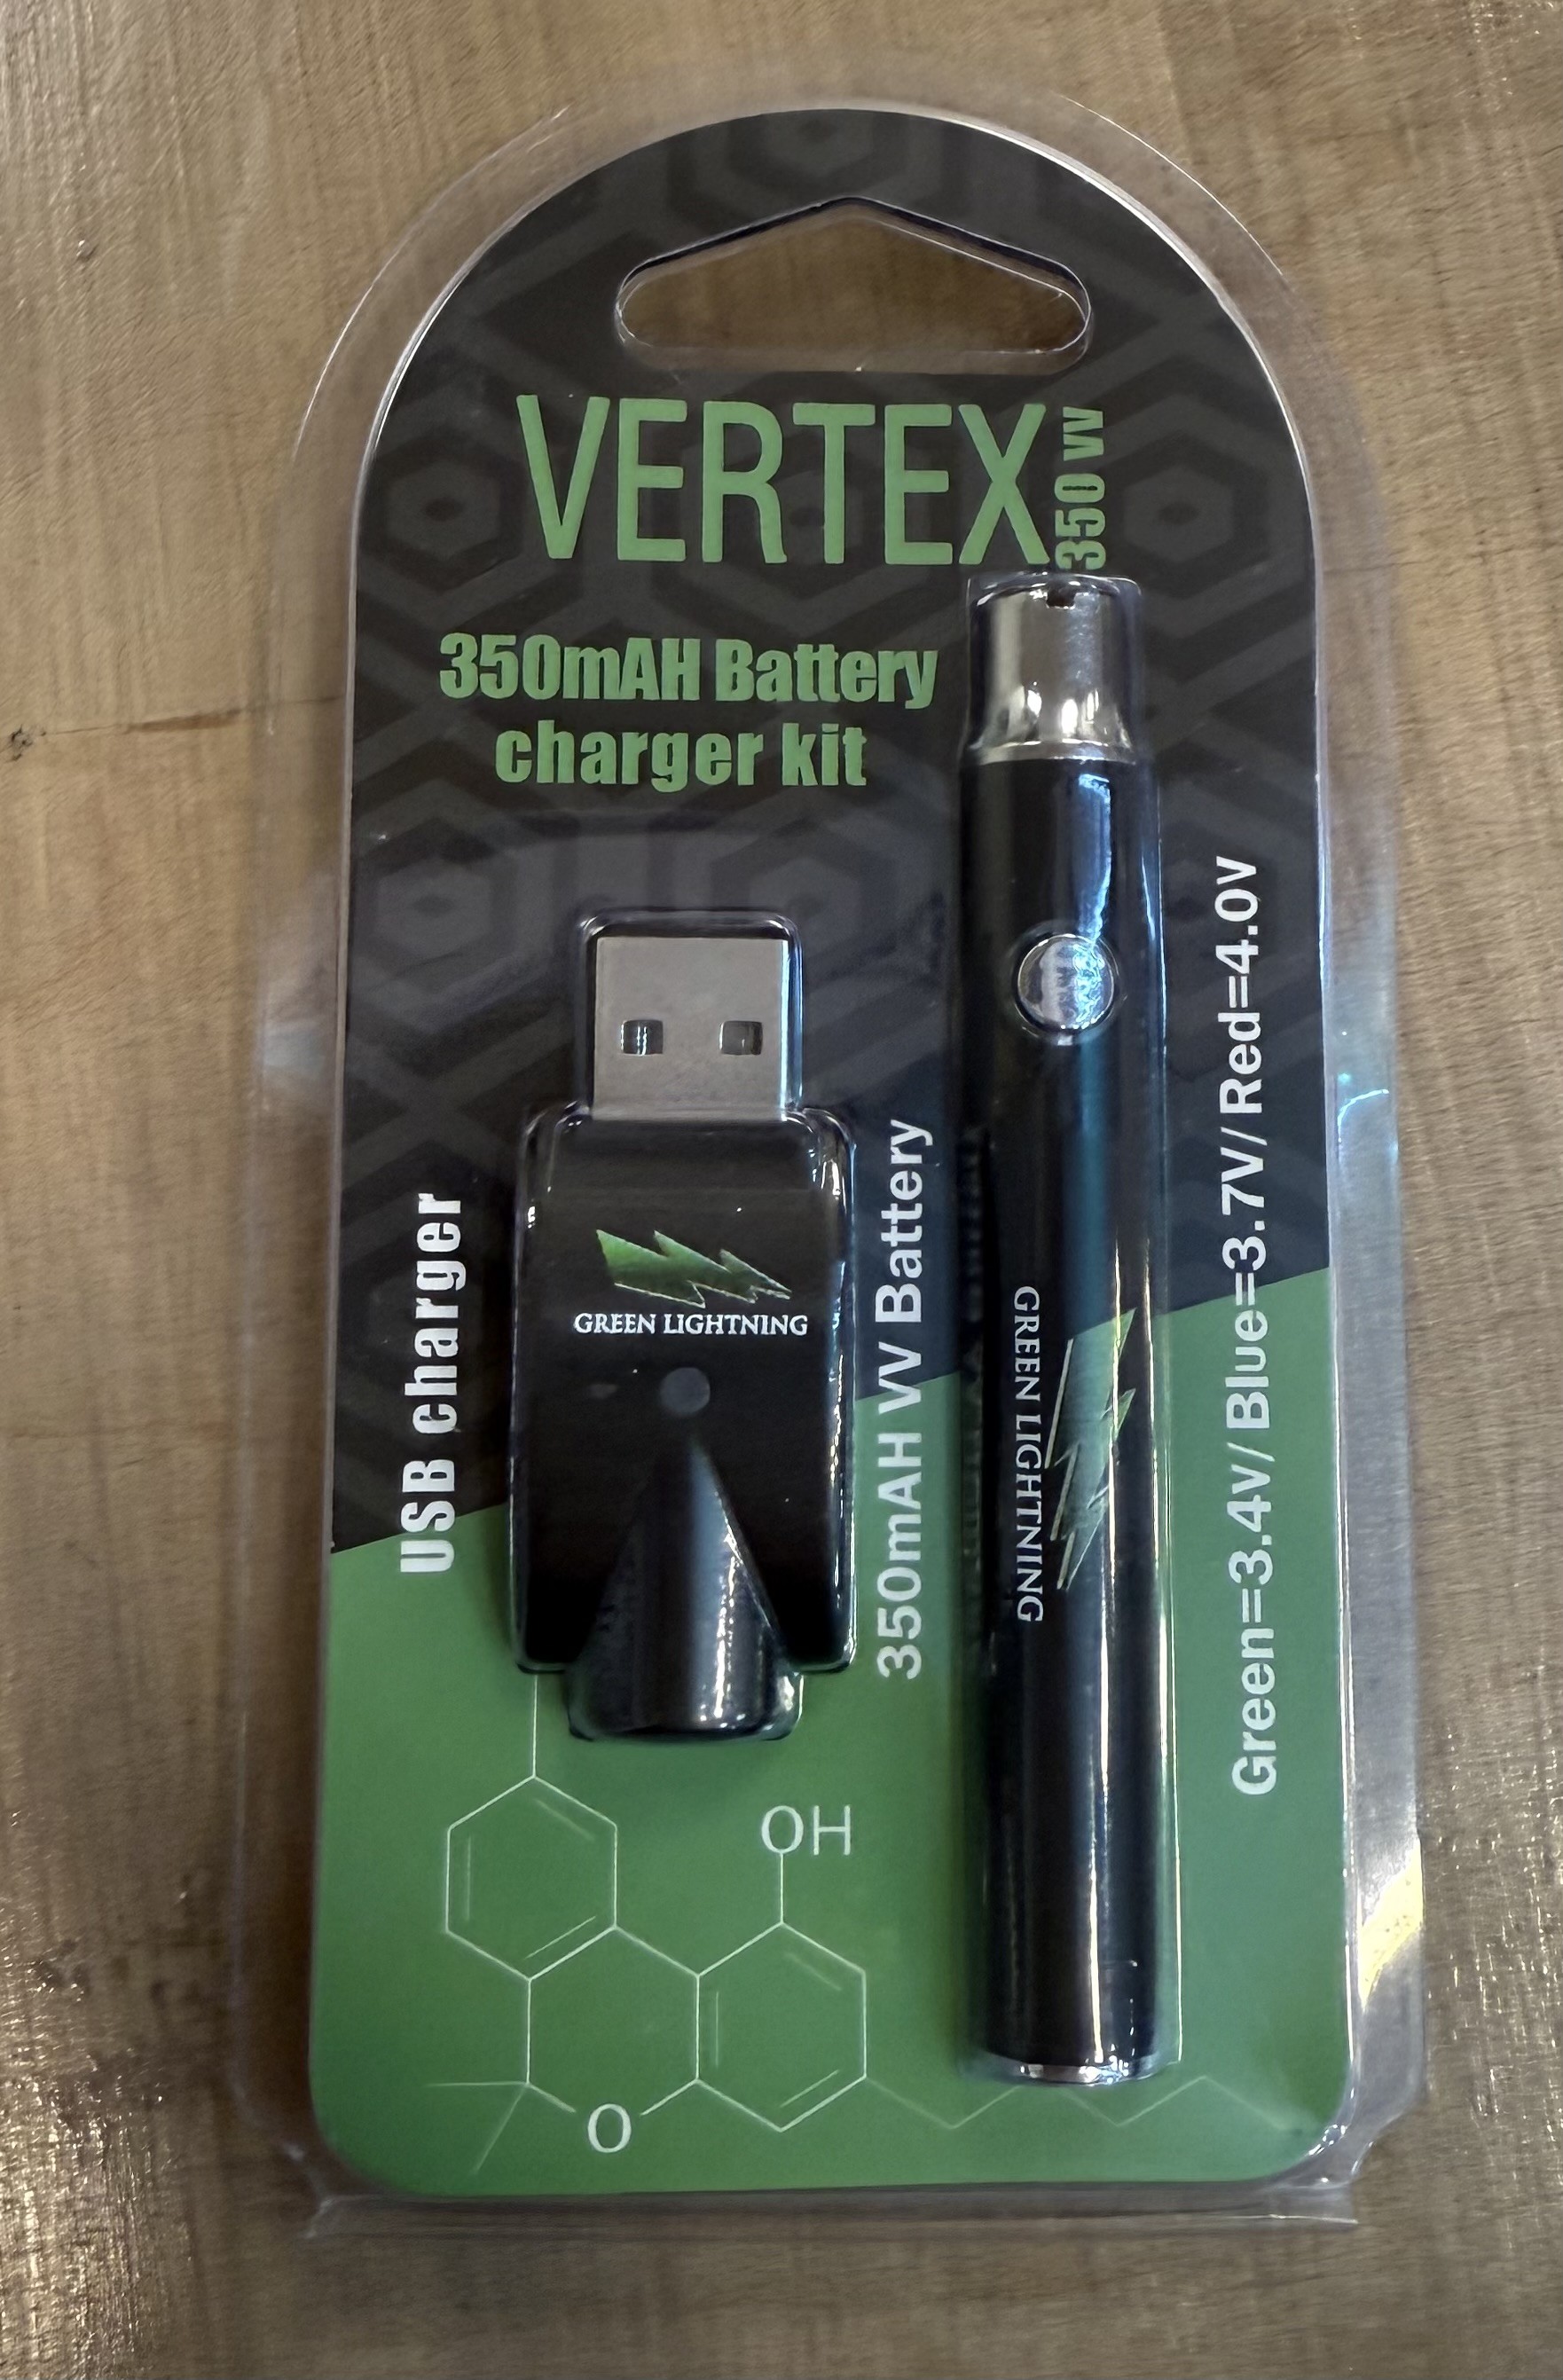 VERTEX
350 VV
350mAH Battery
charger kit
USB charger
GREEN LIGHTNING
350mAH VV Battery
GREEN LIGHTNING
Green=3.4v/ Blue=3.7V/ Red=4.0V
OH
O